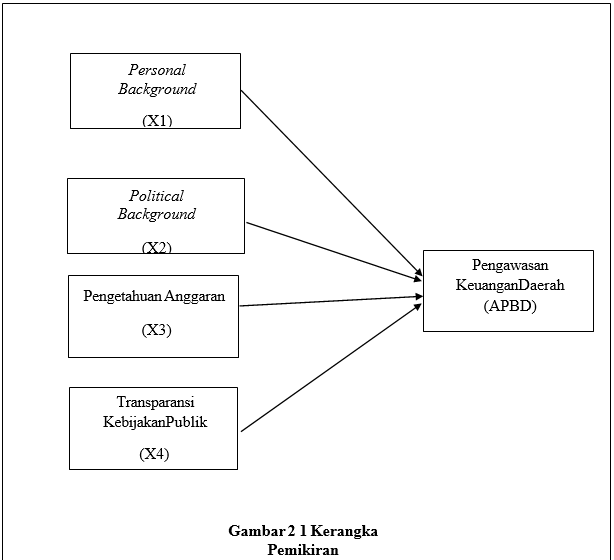 Personal
Background
(X1)
Political
Background
(X2)
Pengetahuan Anggaran
(X3)
Transparansi
KebijakanPublik
(X4)
Pengawasan
KeuanganDaerah
(APBD)
Gambar 2 1 Kerangka
Pemikiran